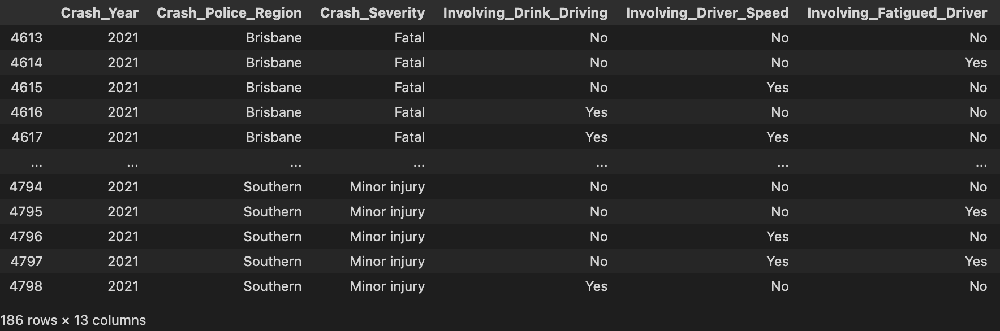 Crash_Year Crash_Police_Region Crash_Severity Involving_Drink_Driving Involving_Driver_Speed Involving_Fatigued_Driver
4613 2021 Brisbane Fatal No No No
4614 2021 Brisbane Fatal No No Yes
4615 2021 Brisbane Fatal No Yes No
4616 2021 Brisbane Fatal Yes No No
4617 2021 Brisbane Fatal Yes Yes No
... ... ... ... ... ... ...
4794 2021 Southern Minor injury No No No
4795 2021 Southern Minor injury No No Yes
4796 2021 Southern Minor injury No Yes No
4797 2021 Southern Minor injury No Yes Yes
4798 2021 Southern Minor injury Yes No No
186 rows × 13 columns